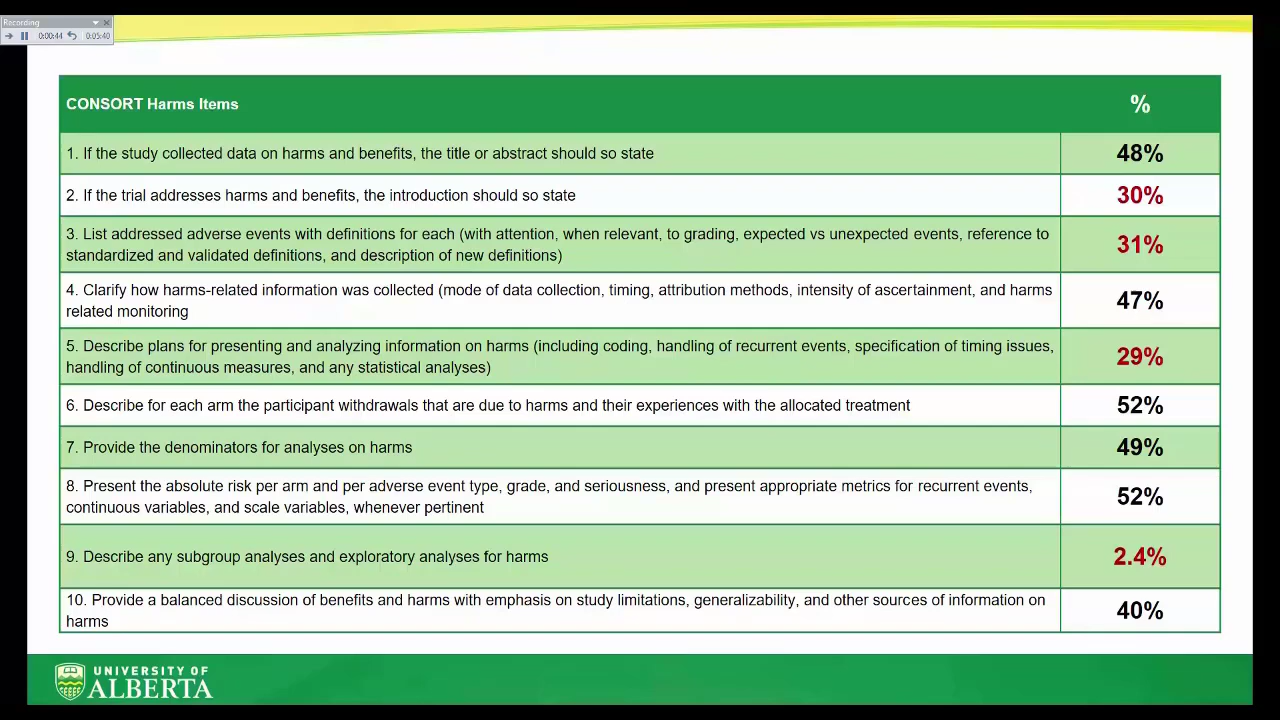 Recording
0:00:44
0:05:40
CONSORT Harms Items %
1. If the study collected data on harms and benefits, the title or abstract should so state 48%
2. If the trial addresses harms and benefits, the introduction should so state 30%
3. List addressed adverse events with definitions for each (with attention, when relevant, to grading, expected vs unexpected events, reference to
standardized and validated definitions, and description of new definitions) 31%
4. Clarify how harms-related information was collected (mode of data collection, timing, attribution methods, intensity of ascertainment, and harms
related monitoring 47%
5. Describe plans for presenting and analyzing information on harms (including coding, handling of recurrent events, specification of timing issues,
handling of continuous measures, and any statistical analyses) 29%
6. Describe for each arm the participant withdrawals that are due to harms and their experiences with the allocated treatment 52%
7. Provide the denominators for analyses on harms 49%
8. Present the absolute risk per arm and per adverse event type, grade, and seriousness, and present appropriate metrics for recurrent events,
continuous variables, and scale variables, whenever pertinent 52%
9. Describe any subgroup analyses and exploratory analyses for harms 2.4%
10. Provide a balanced discussion of benefits and harms with emphasis on study limitations, generalizability, and other sources of information on
harms 40%
UNIVERSITY OF
ALBERTA